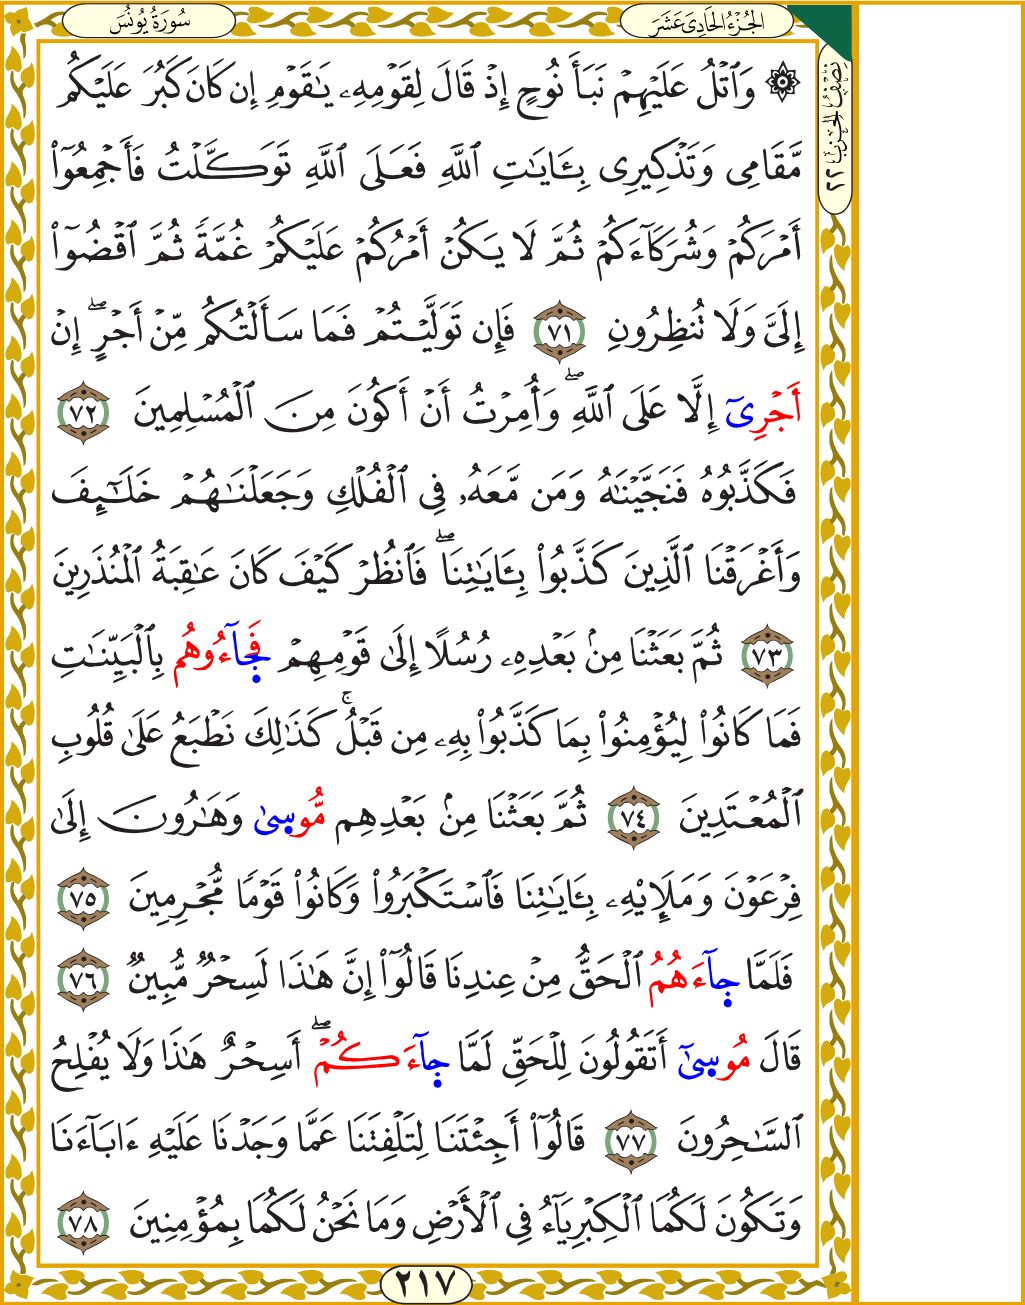 سُورَةُ يُونُسَ
الجُزْءُ الحَادِىَ عَشَرَ
نِصْفُ الحِزْبِ ٢٢
۞ وَٱتْلُ عَلَيْهِمْ نَبَأَ نُوحٍ إِذْ قَالَ لِقَوْمِهِۦ يَـٰقَوْمِ إِن كَانَ كَبُرَ عَلَيْكُم
مَّقَامِى وَتَذْكِيرِى بِـَٔايَـٰتِ ٱللَّهِ فَعَلَى ٱللَّهِ تَوَكَّلْتُ فَأَجْمِعُوٓا۟
أَمْرَكُمْ وَشُرَكَآءَكُمْ ثُمَّ لَا يَكُنْ أَمْرُكُمْ عَلَيْكُمْ غُمَّةً ثُمَّ ٱقْضُوٓا۟
إِلَىَّ وَلَا تُنظِرُونِ ٧١ فَإِن تَوَلَّيْتُمْ فَمَا سَأَلْتُكُم مِّنْ أَجْرٍ ۖ إِنْ
أَجْرِىٓ إِلَّا عَلَى ٱللَّهِ ۖ وَأُمِرْتُ أَنْ أَكُونَ مِنَ ٱلْمُسْلِمِينَ ٧٢
فَكَذَّبُوهُ فَنَجَّيْنَـٰهُ وَمَن مَّعَهُۥ فِى ٱلْفُلْكِ وَجَعَلْنَـٰهُمْ خَلَـٰٓئِفَ
وَأَغْرَقْنَا ٱلَّذِينَ كَذَّبُوا۟ بِـَٔايَـٰتِنَا ۖ فَٱنظُرْ كَيْفَ كَانَ عَـٰقِبَةُ ٱلْمُنذَرِينَ
٧٣ ثُمَّ بَعَثْنَا مِنۢ بَعْدِهِۦ رُسُلًا إِلَىٰ قَوْمِهِمْ فَجَآءُوهُم بِٱلْبَيِّنَـٰتِ
فَمَا كَانُوا۟ لِيُؤْمِنُوا۟ بِمَا كَذَّبُوا۟ بِهِۦ مِن قَبْلُ ۚ كَذَٰلِكَ نَطْبَعُ عَلَىٰ قُلُوبِ
ٱلْمُعْتَدِينَ ٧٤ ثُمَّ بَعَثْنَا مِنۢ بَعْدِهِم مُّوسَىٰ وَهَـٰرُونَ إِلَىٰ
فِرْعَوْنَ وَمَلَإِي۟هِۦ بِـَٔايَـٰتِنَا فَٱسْتَكْبَرُوا۟ وَكَانُوا۟ قَوْمًا مُّجْرِمِينَ ٧٥
فَلَمَّا جَآءَهُمُ ٱلْحَقُّ مِنْ عِندِنَا قَالُوٓا۟ إِنَّ هَـٰذَا لَسِحْرٌ مُّبِينٌ ٧٦
قَالَ مُوسَىٰٓ أَتَقُولُونَ لِلْحَقِّ لَمَّا جَآءَكُمْ ۖ أَسِحْرٌ هَـٰذَا وَلَا يُفْلِحُ
ٱلسَّـٰحِرُونَ ٧٧ قَالُوٓا۟ أَجِئْتَنَا لِتَلْفِتَنَا عَمَّا وَجَدْنَا عَلَيْهِ ءَابَآءَنَا
وَتَكُونَ لَكُمَا ٱلْكِبْرِيَآءُ فِى ٱلْأَرْضِ وَمَا نَحْنُ لَكُمَا بِمُؤْمِنِينَ ٧٨
٢١٧